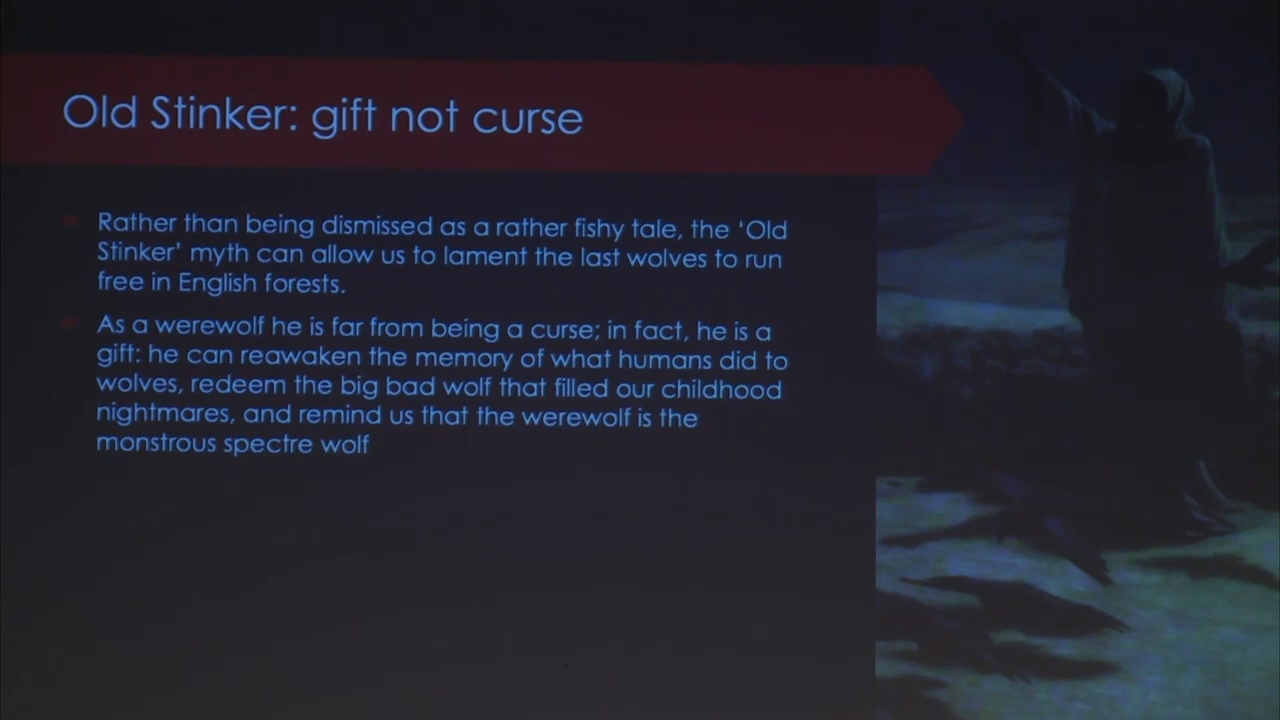 Old Stinker: gift not curse
Rather than being dismissed as a rather fishy tale, the ‘Old
Stinker’ myth can allow us to lament the last wolves to run
free in English forests.
As a werewolf he is far from being a curse; in fact, he is a
gift: he can reawaken the memory of what humans did to
wolves, redeem the big bad wolf that filled our childhood
nightmares, and remind us that the werewolf is the
monstrous spectre wolf